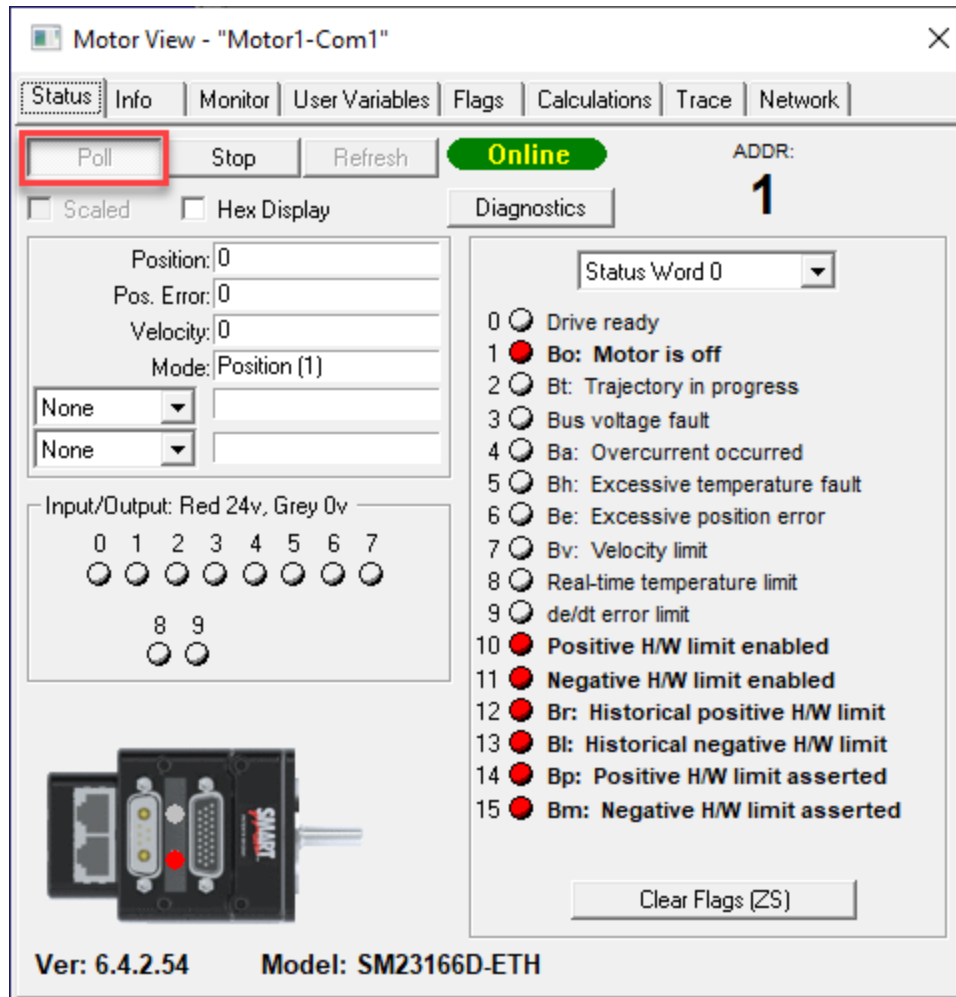 Motor View - "Motor1-Com1"
Status Info Monitor User Variables Flags Calculations Trace Network
Poll Stop Refresh Online ADDR:
1
Scaled Hex Display Diagnostics
Position: 0
Pos. Error: 0
Velocity: 0
Mode: Position (1)
None
None
Input/Output: Red 24v, Grey 0v
0 1 2 3 4 5 6 7
8 9
Status Word 0
0 Drive ready
1 Bo: Motor is off
2 Bt: Trajectory in progress
3 Bus voltage fault
4 Ba: Overcurrent occurred
5 Bh: Excessive temperature fault
6 Be: Excessive position error
7 Bv: Velocity limit
8 Real-time temperature limit
9 de/dt error limit
10 Positive H/W limit enabled
11 Negative H/W limit enabled
12 Br: Historical positive H/W limit
13 Bl: Historical negative H/W limit
14 Bp: Positive H/W limit asserted
15 Bm: Negative H/W limit asserted
Clear Flags (ZS)
SMART
Ver: 6.4.2.54 Model: SM23166D-ETH